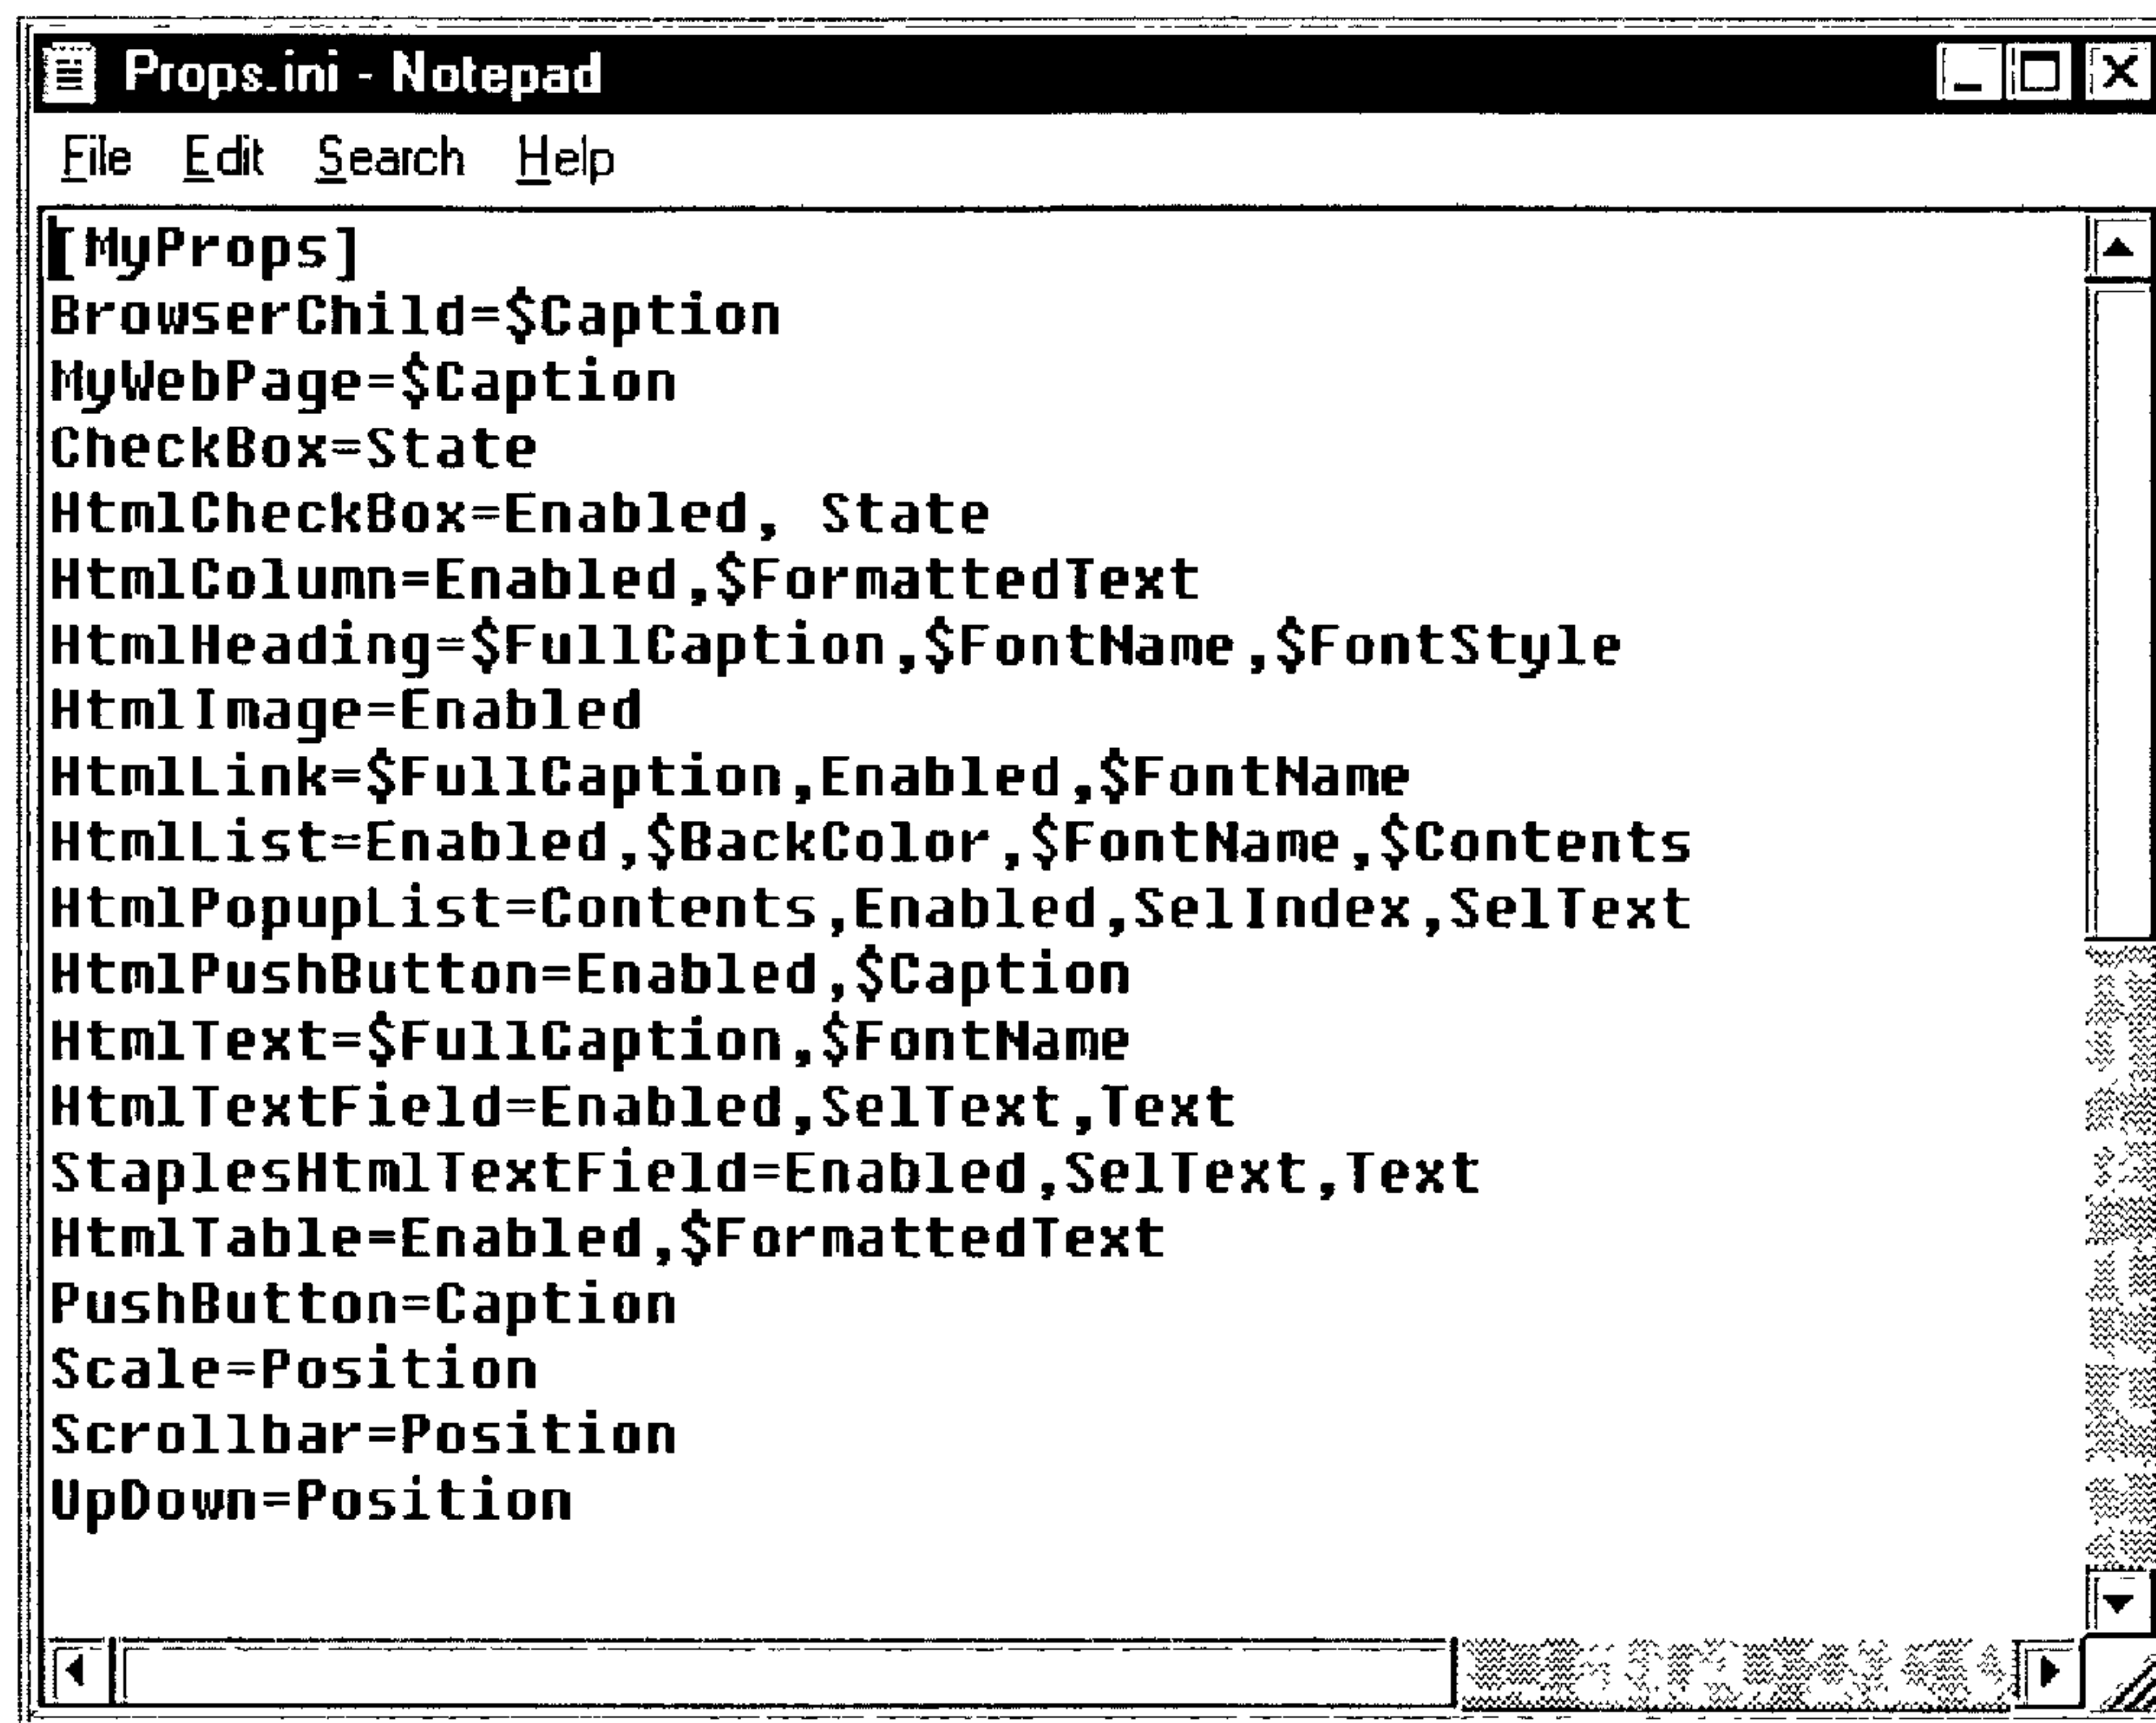 Props.ini - Notepad
File Edit Search Help
[MyProps]
BrowserChild=$Caption
MyWebPage=$Caption
CheckBox=State
HtmlCheckBox=Enabled, State
HtmlColumn=Enabled,$FormattedText
HtmlHeading=$FullCaption,$FontName,$FontStyle
HtmlImage=Enabled
HtmlLink=$FullCaption,Enabled,$FontName
HtmlList=Enabled,$BackColor,$FontName,$Contents
HtmlPopupList=Contents,Enabled,SelIndex,SelText
HtmlPushButton=Enabled,$Caption
HtmlText=$FullCaption,$FontName
HtmlTextField=Enabled,SelText,Text
StaplesHtmlTextField=Enabled,SelText,Text
HtmlTable=Enabled,$FormattedText
PushButton=Caption
Scale=Position
Scrollbar=Position
UpDown=Position